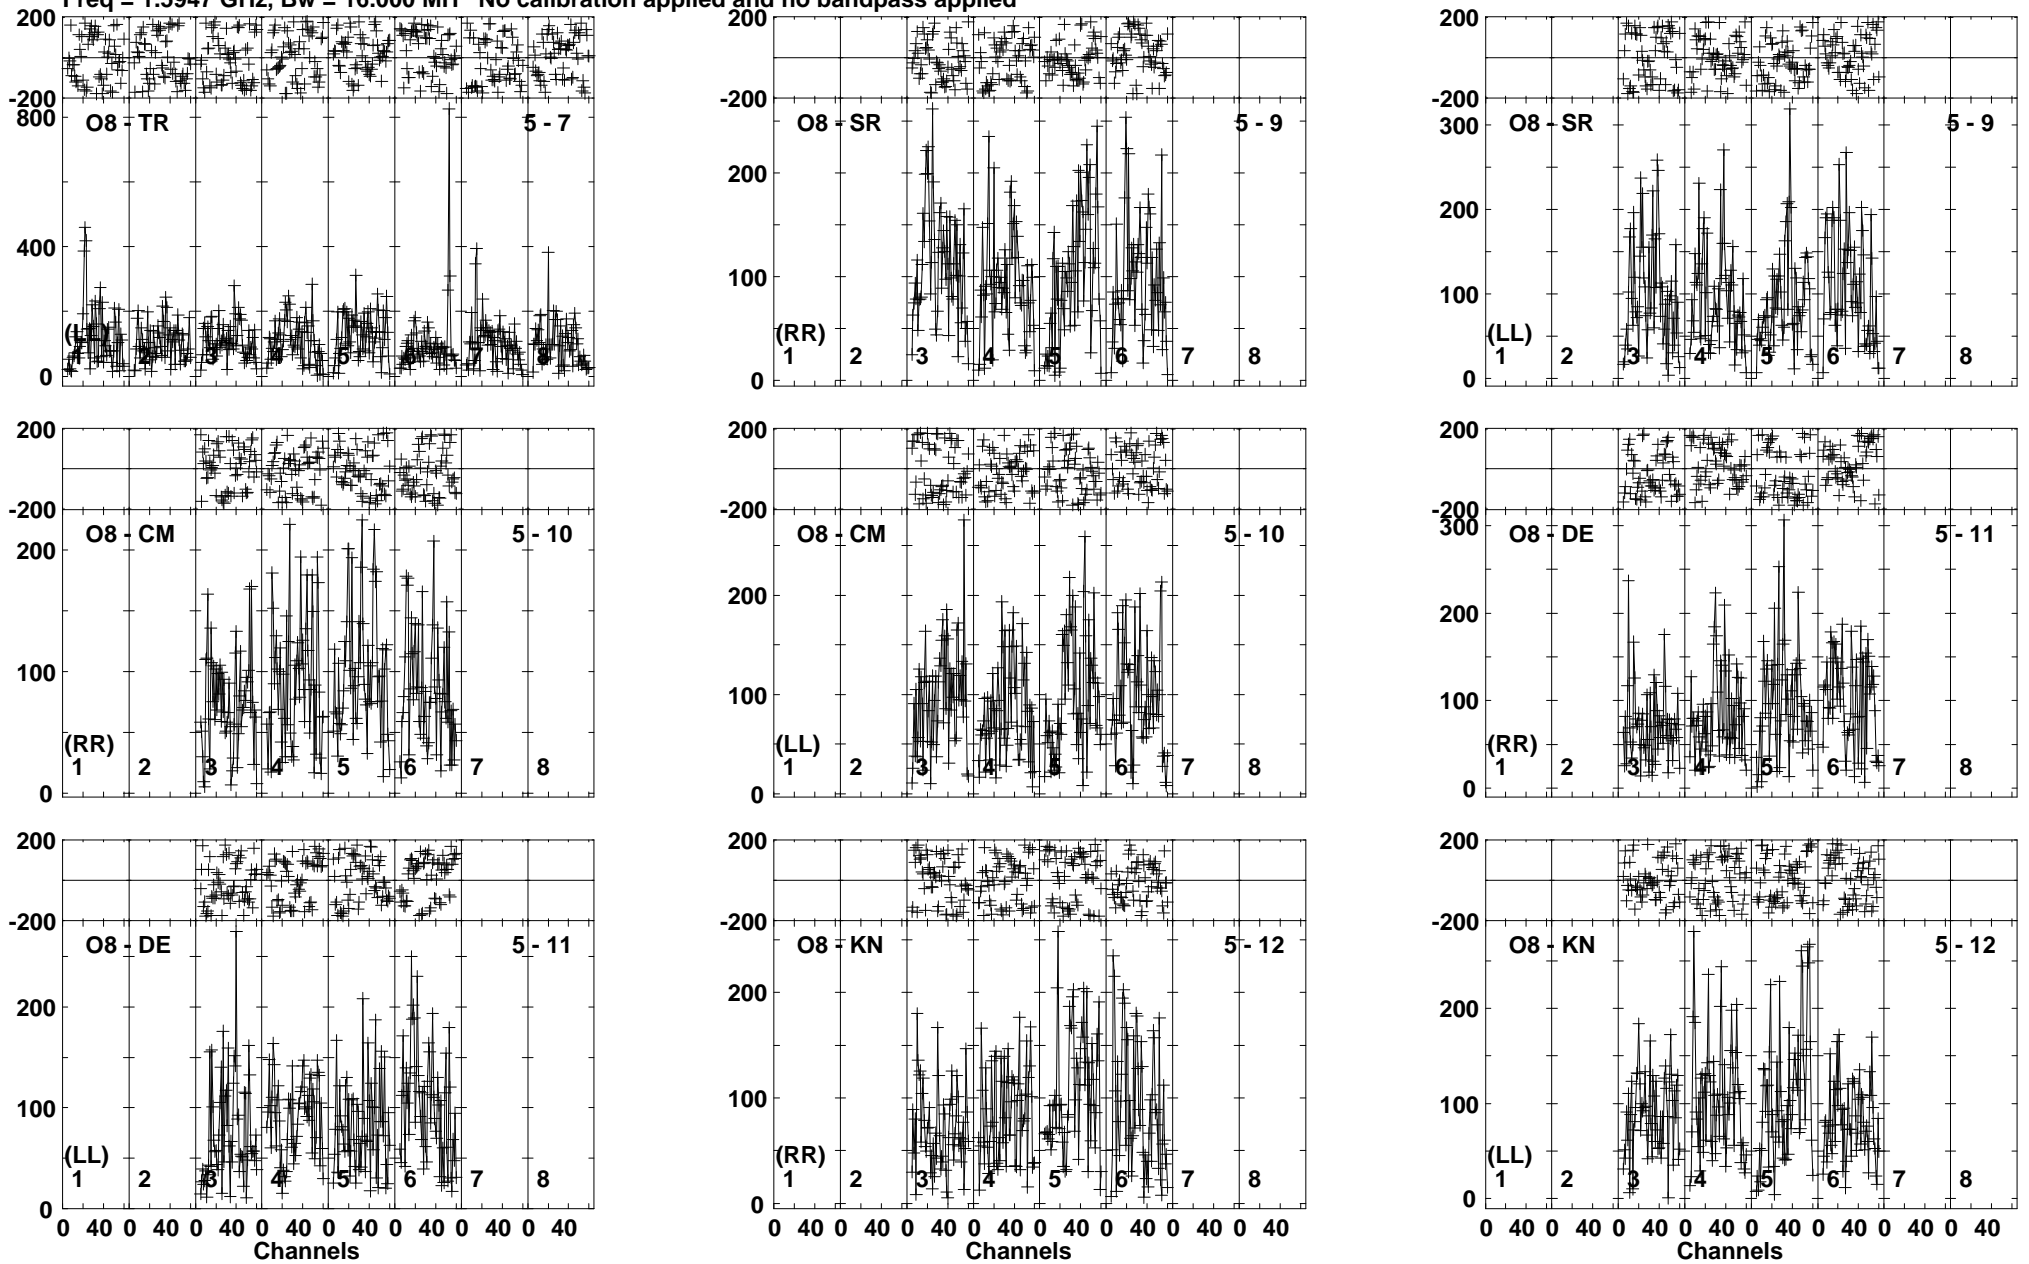 Freq = 1.5947 GHz, Bw = 16.000 MH No calibration applied and no bandpass applied
200 200 200
-200 -200 -200
800 O8 - TR 5 - 7 O8 - SR 5 - 9 300 O8 - SR 5 - 9
400 200 200
100 100
(LL) (RR) (LL)
1 2 3 4 5 6 7 8 1 2 3 4 5 6 7 8 1 2 3 4 5 6 7 8
0 0 0
200 200 200
-200 -200 -200
O8 - CM 5 - 10 O8 - CM 5 - 10 300 O8 - DE 5 - 11
200 200 200
100 100 100
(RR) (LL) (RR)
1 2 3 4 5 6 7 8 1 2 3 4 5 6 7 8 1 2 3 4 5 6 7 8
0 0 0
200 200 200
-200 -200 -200
O8 - DE 5 - 11 O8 - KN 5 - 12 O8 - KN 5 - 12
200 200 200
100 100 100
(LL) (RR) (LL)
1 2 3 4 5 6 7 8 1 2 3 4 5 6 7 8 1 2 3 4 5 6 7 8
0 0 0
0 40 0 40 0 40 0 40 0 40 0 40 0 40 0 40 0 40 0 40 0 40 0 40 0 40 0 40 0 40 0 40 0 40 0 40 0 40 0 40 0 40 0 40 0 40 0 40
Channels Channels Channels